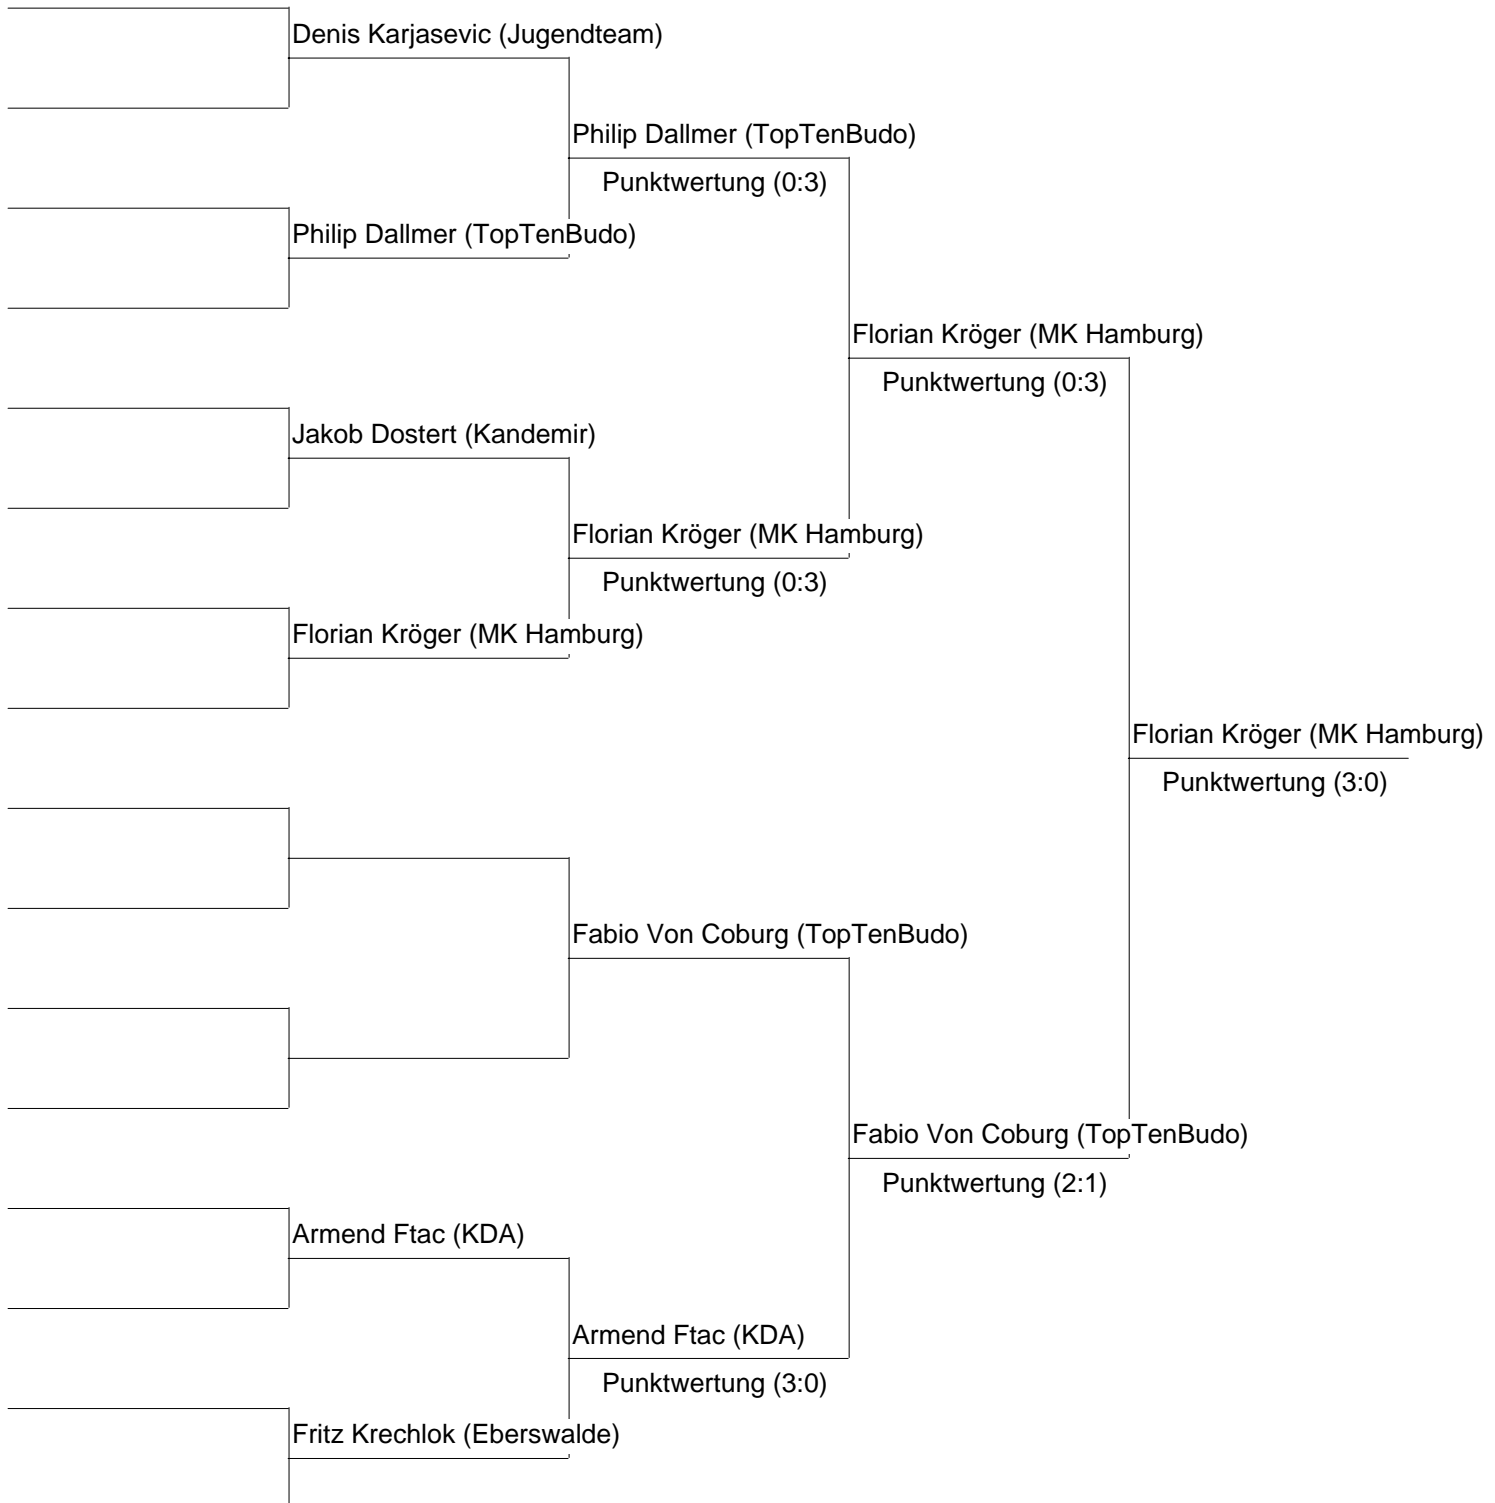 Denis Karjasevic (Jugendteam)
Philip Dallmer (TopTenBudo)
Punktwertung (0:3)
Philip Dallmer (TopTenBudo)
Florian Kröger (MK Hamburg)
Punktwertung (0:3)
Jakob Dostert (Kandemir)
Florian Kröger (MK Hamburg)
Punktwertung (0:3)
Florian Kröger (MK Hamburg)
Florian Kröger (MK Hamburg)
Punktwertung (3:0)
Fabio Von Coburg (TopTenBudo)
Fabio Von Coburg (TopTenBudo)
Punktwertung (2:1)
Armend Ftac (KDA)
Armend Ftac (KDA)
Punktwertung (3:0)
Fritz Krechlok (Eberswalde)